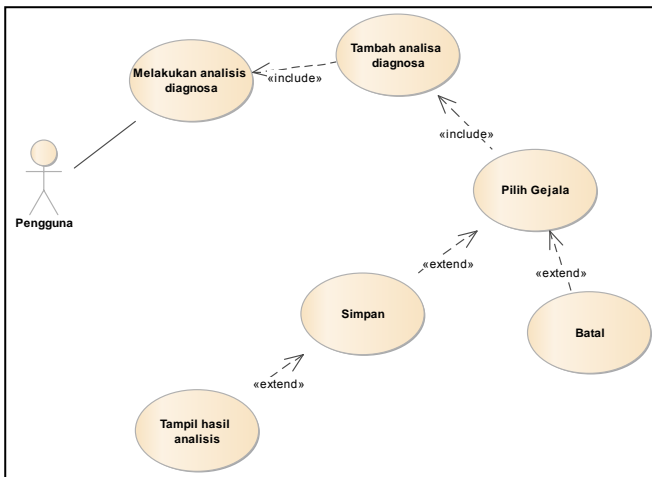 Tambah analisa
diagnosa
Melakukan analisis
diagnosa
«include»
«include»
Pilih Gejala
Pengguna
«extend»
«extend»
Simpan
Batal
«extend»
Tampil hasil
analisis